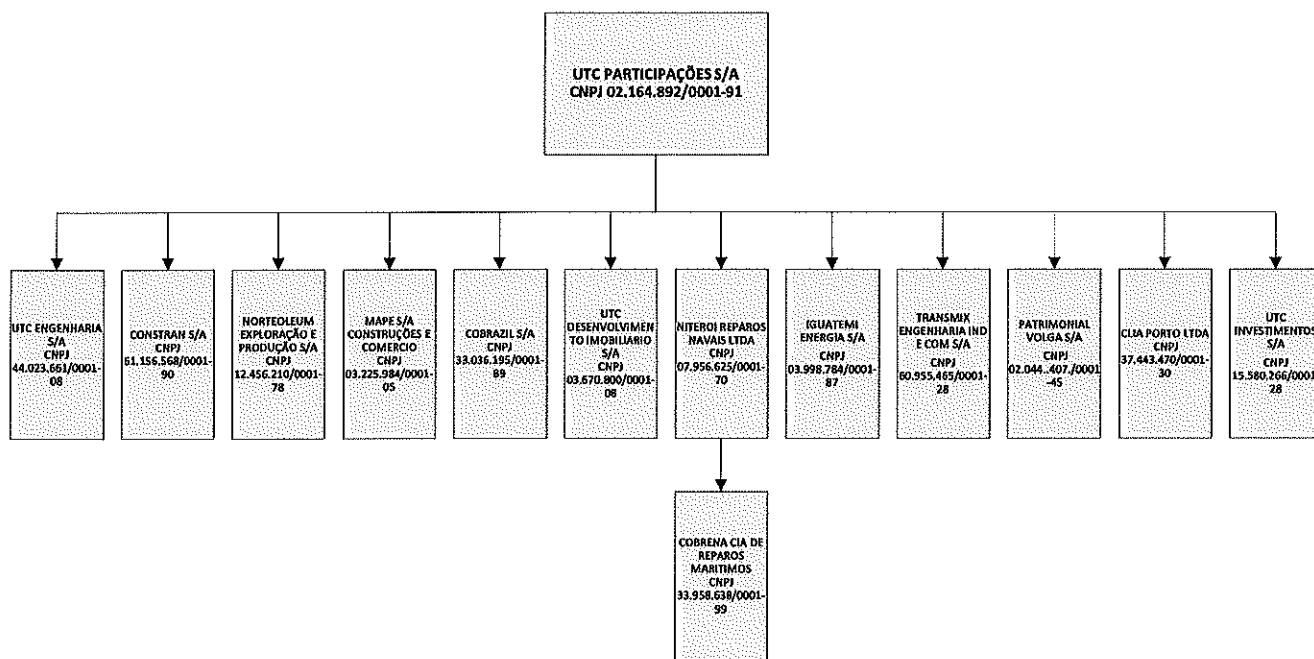 UTC PARTICIPAÇÕES S/A
CNPJ 02.164.892/0001-91
UTC ENGENHARIA
S/A
CNPJ
44.023.661/0001-
08
CONSTRAN S/A
CNPJ
61.156.568/0001-
90
NORTEOLEUM
EXPLORAÇÃO E
PRODUÇÃO S/A
CNPJ
12.456.210/0001-
78
MAPE S/A
CONSTRUÇÕES E
COMERCIO
CNPJ
03.225.984/0001-
05
COBRAZIL S/A
CNPJ
33.036.195/0001-
89
UTC
DESENVOLVIMEN
TO IMOBILIARIO
S/A
CNPJ
03.670.800/0001-
08
NITEROI REPAROS
NAVAIS LTDA
CNPJ
07.956.625/0001-
70
IGUATEMI
ENERGIA S/A
CNPJ
03.998.784/0001-
87
TRANSMIX
ENGENHARIA IND
E COM S/A
CNPJ
60.955.465/0001-
28
PATRIMONIAL
VOLGA S/A
CNPJ
02.044..407./0001
-45
CLIA PORTO LTDA
CNPJ
37.443.470/0001-
30
UTC
INVESTIMENTOS
S/A
CNPJ
15.580.266/0001-
28
COBRENA CIA DE
REPAROS
MARITIMOS
CNPJ
33.958.638/0001-
99